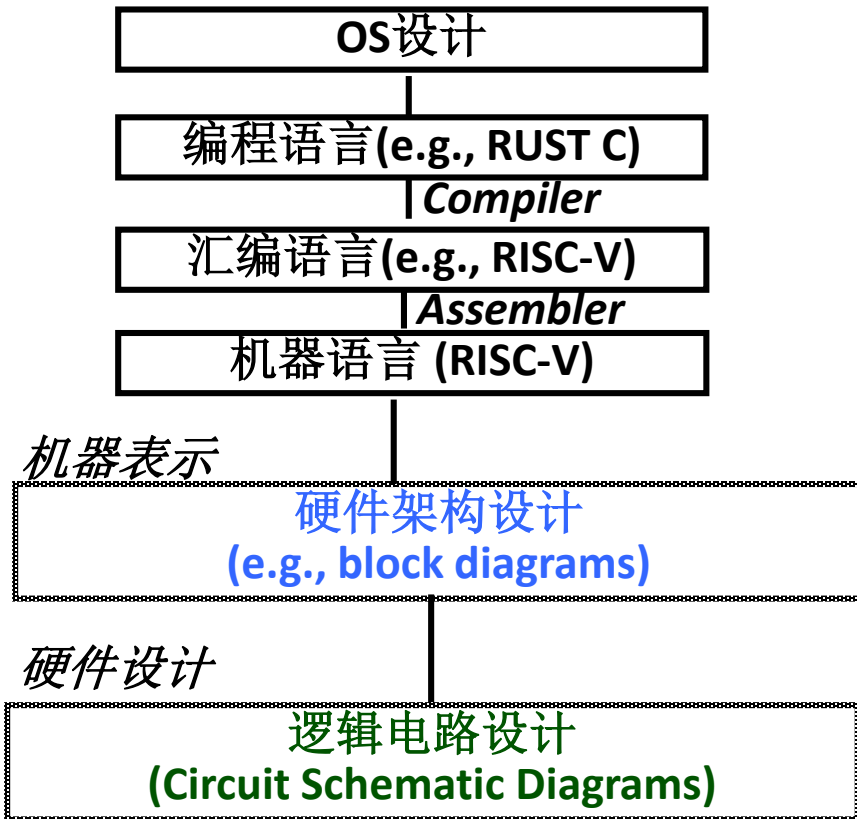 OS设计
编程语言(e.g., RUST C)
Compiler
汇编语言(e.g., RISC-V)
Assembler
机器语言 (RISC-V)
机器表示
硬件架构设计
(e.g., block diagrams)
硬件设计
逻辑电路设计
(Circuit Schematic Diagrams)